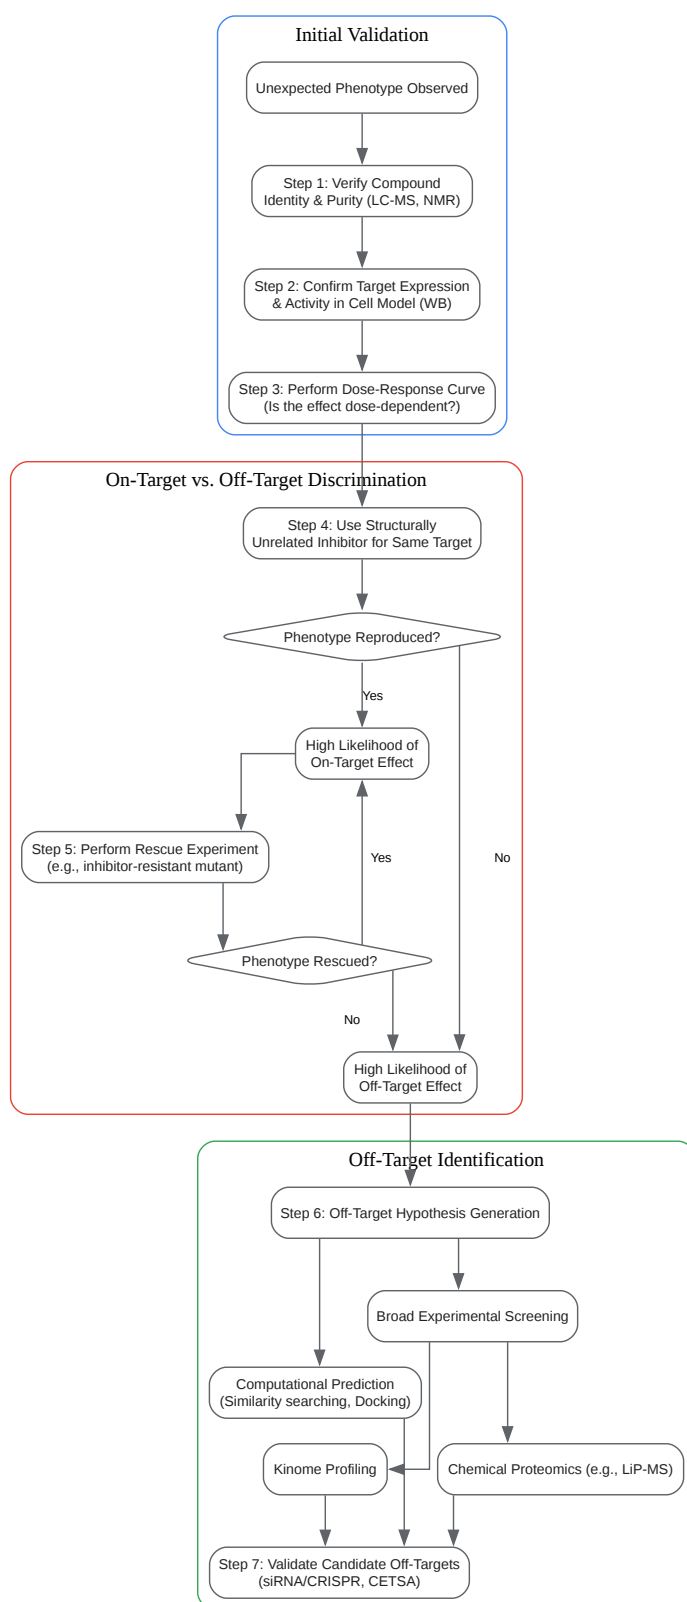 Initial Validation
Unexpected Phenotype Observed
Step 1: Verify Compound
Identity & Purity (LC-MS, NMR)
Step 2: Confirm Target Expression
& Activity in Cell Model (WB)
Step 3: Perform Dose-Response Curve
(Is the effect dose-dependent?)
On-Target vs. Off-Target Discrimination
Step 4: Use Structurally
Unrelated Inhibitor for Same Target
Phenotype Reproduced?
Yes
High Likelihood of
On-Target Effect
Step 5: Perform Rescue Experiment
(e.g., inhibitor-resistant mutant)
Yes
No
Phenotype Rescued?
No
High Likelihood of
Off-Target Effect
Off-Target Identification
Step 6: Off-Target Hypothesis Generation
Broad Experimental Screening
Computational Prediction
(Similarity searching, Docking)
Kinome Profiling
Chemical Proteomics (e.g., LiP-MS)
Step 7: Validate Candidate Off-Targets
(siRNA/CRISPR, CETSA)